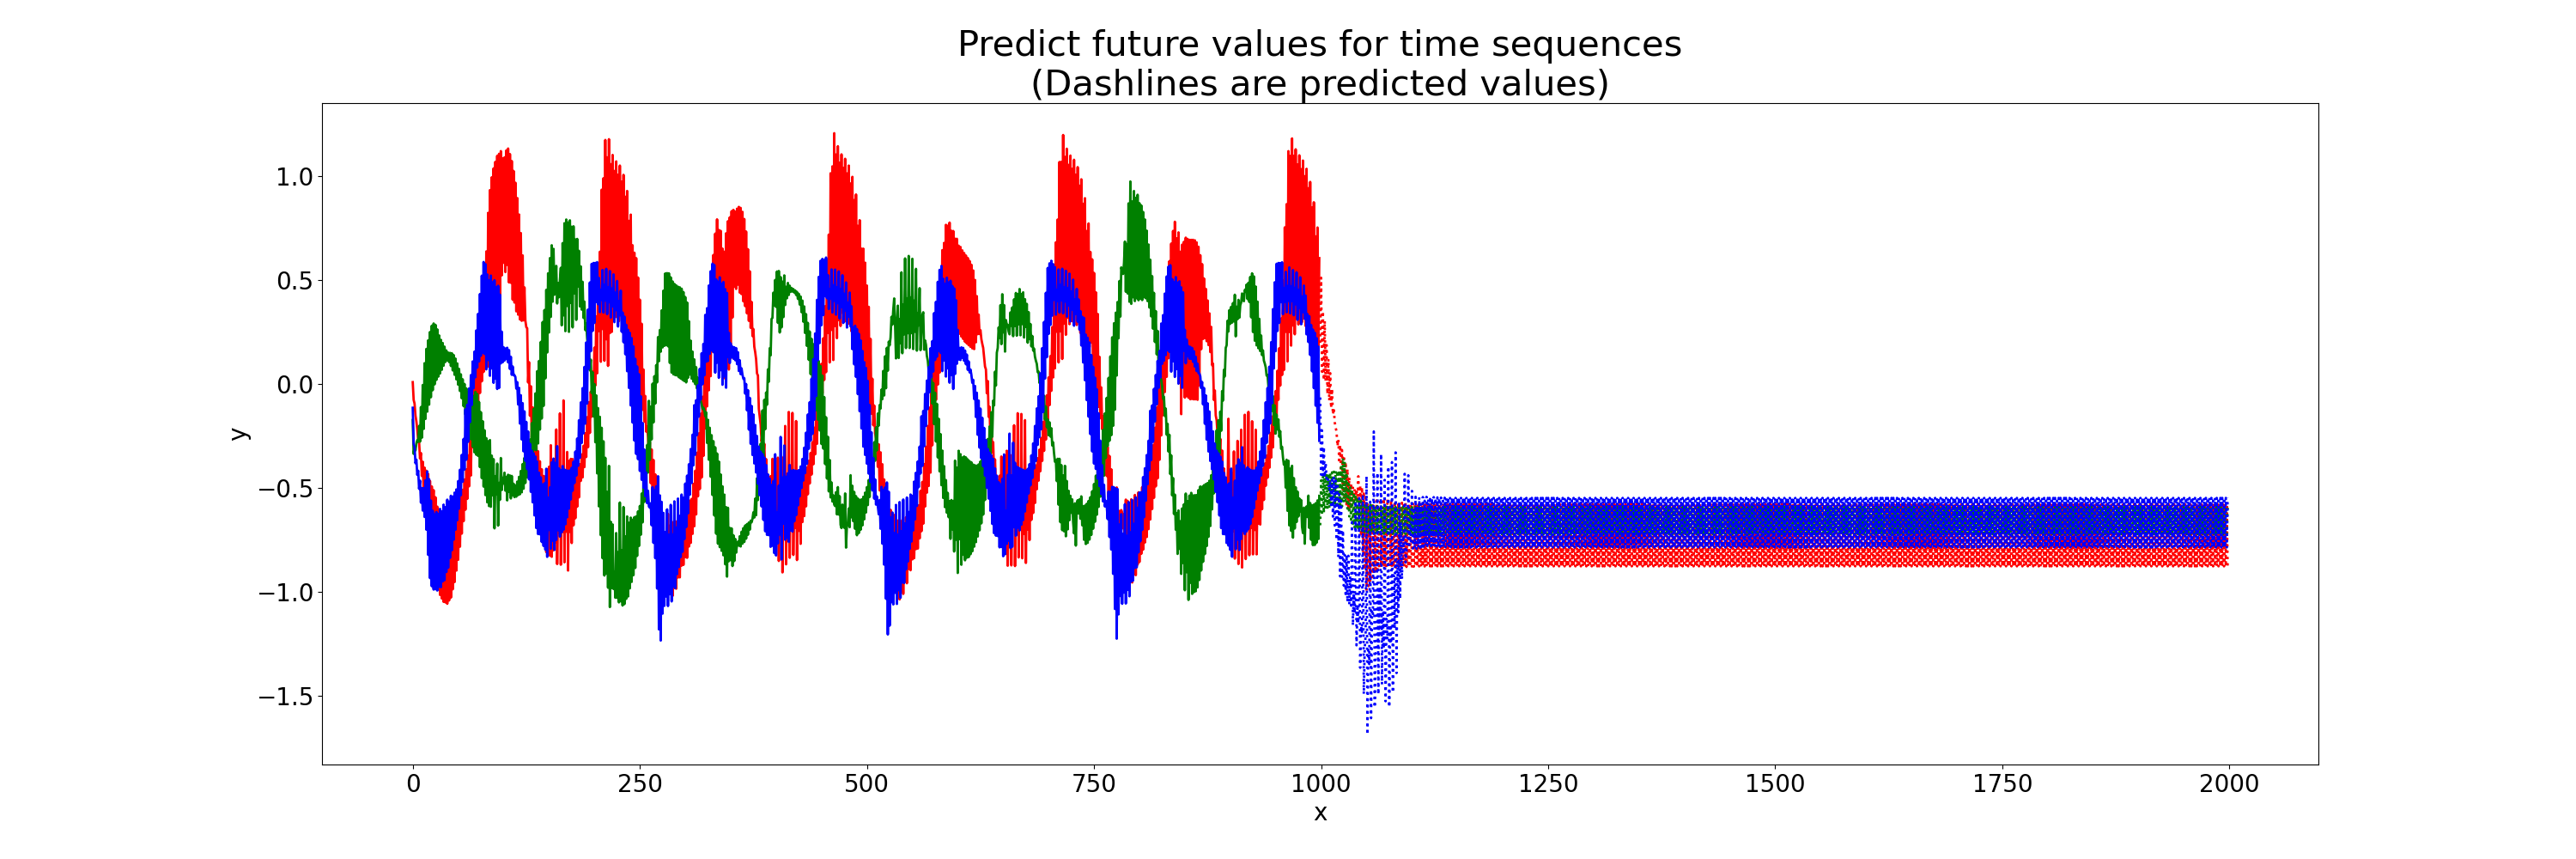 Predict future values for time sequences
(Dashlines are predicted values)
y
1.0
0.5
0.0
−0.5
−1.0
−1.5
0 250 500 750 1000 1250 1500 1750 2000
x